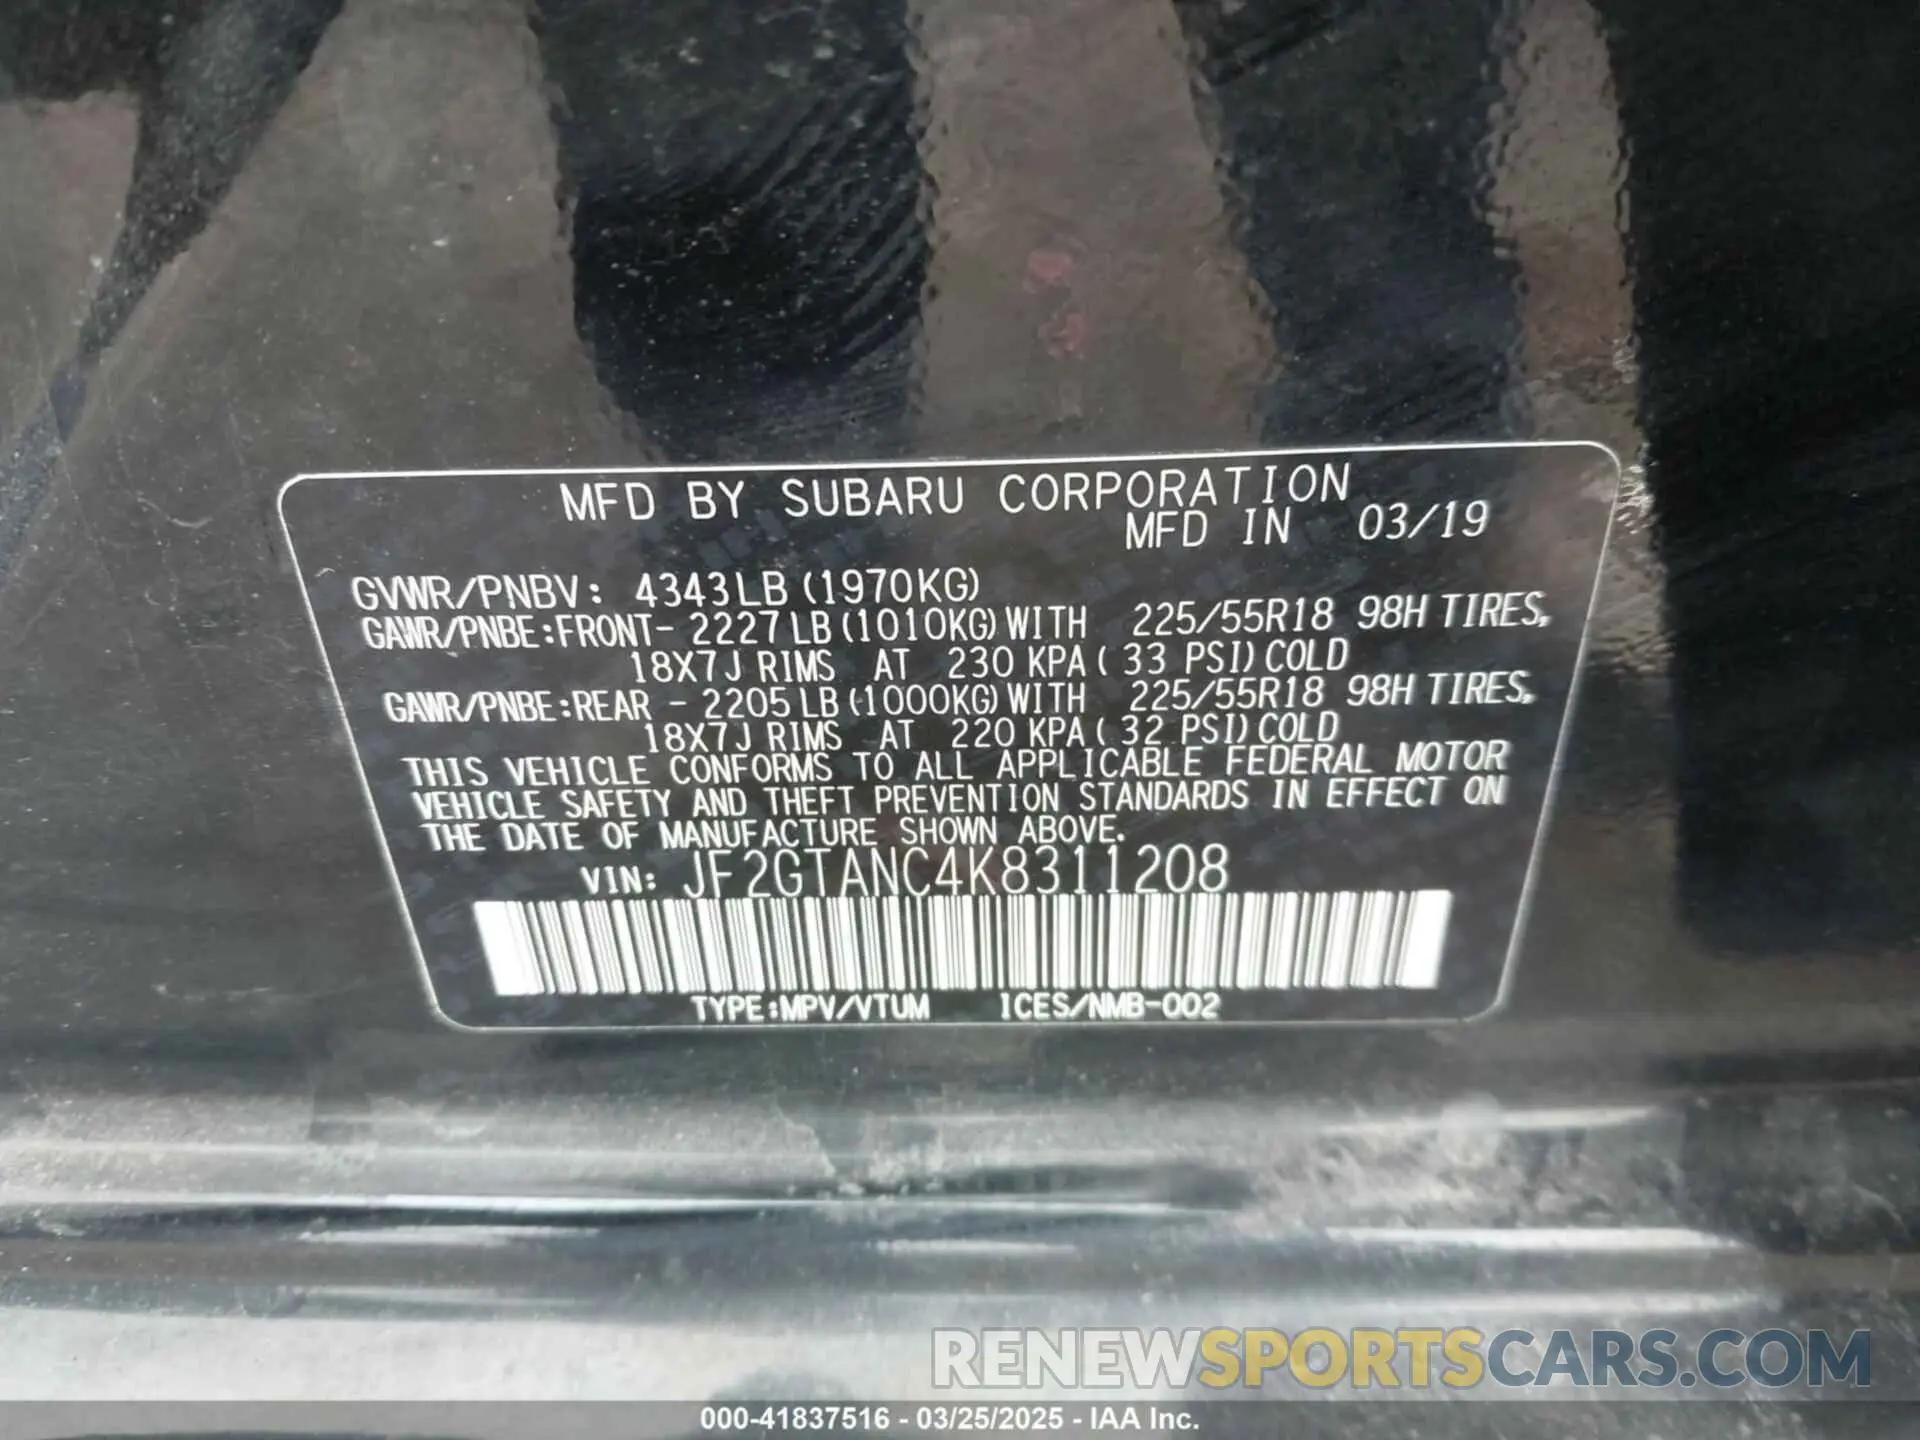 MFD BY SUBARU CORPORATION
MFD IN 03/19
GVWR/PNBV: 4343LB (1970KG)
GAWR/PNBE:FRONT- 2227LB (1010KG) WITH 225/55R18 98H TIRES,
18X7J RIMS AT 230 KPA ( 33 PSI) COLD
GAWR/PNBE:REAR - 2205LB (1000KG) WITH 225/55R18 98H TIRES,
18X7J RIMS AT 220 KPA ( 32 PSI) COLD
THIS VEHICLE CONFORMS TO ALL APPLICABLE FEDERAL MOTOR
VEHICLE SAFETY AND THEFT PREVENTION STANDARDS IN EFFECT ON
THE DATE OF MANUFACTURE SHOWN ABOVE.
VIN: JF2GTANC4K8311208
TYPE:MPV/VTUM ICES/NMB-002
RENEWSPORTSCARS.COM
000-41837516 - 03/25/2025 - IAA Inc.